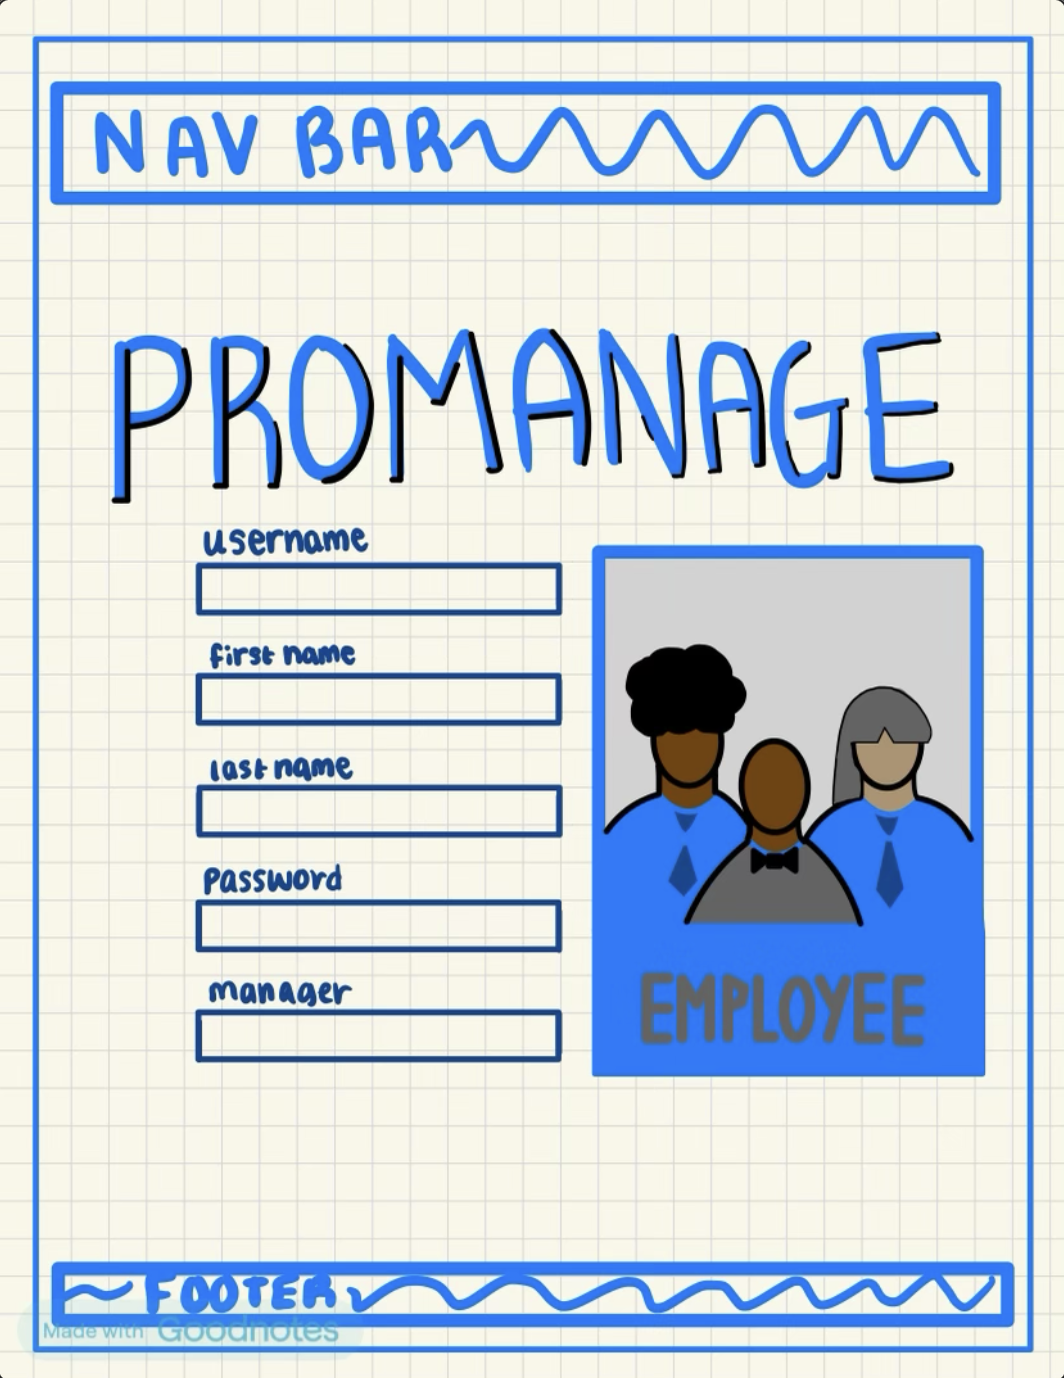 NAV BAR
PROMANAGE
username
first name
last name
password
manager
EMPLOYEE
FOOTER
Made with Goodnotes